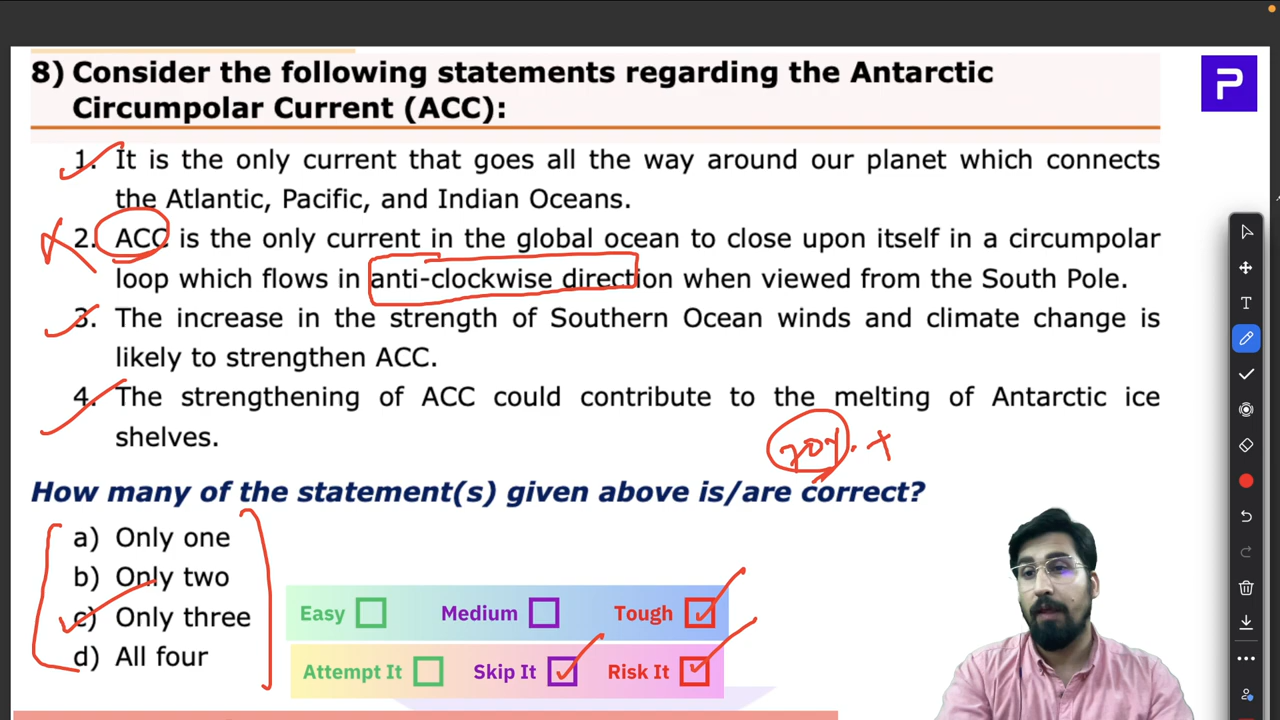 8) Consider the following statements regarding the Antarctic
Circumpolar Current (ACC):
1. It is the only current that goes all the way around our planet which connects
the Atlantic, Pacific, and Indian Oceans.
2. ACC is the only current in the global ocean to close upon itself in a circumpolar
loop which flows in anti-clockwise direction when viewed from the South Pole.
3. The increase in the strength of Southern Ocean winds and climate change is
likely to strengthen ACC.
4. The strengthening of ACC could contribute to the melting of Antarctic ice
shelves.
70%. +
How many of the statement(s) given above is/are correct?
a) Only one
b) Only two
c) Only three
d) All four
Easy Medium Tough
Attempt It Skip It Risk It
P
T